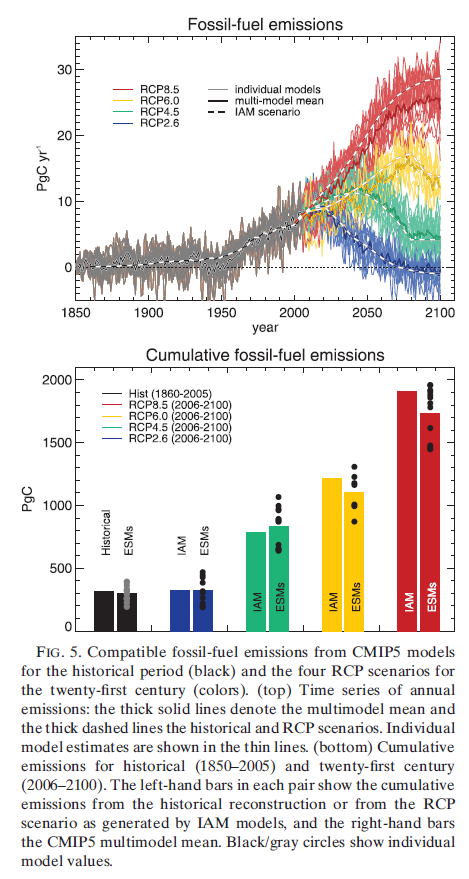 Fossil-fuel emissions
30
20
10
0
PgC yr⁻¹
RCP8.5
RCP6.0
RCP4.5
RCP2.6
individual models
multi-model mean
IAM scenario
1850 1900 1950 2000 2050 2100
year
Cumulative fossil-fuel emissions
2000
1500
1000
500
0
PgC
Hist (1860-2005)
RCP8.5 (2006-2100)
RCP6.0 (2006-2100)
RCP4.5 (2006-2100)
RCP2.6 (2006-2100)
Historical
ESMs
IAM
ESMs
IAM
ESMs
IAM
ESMs
IAM
ESMs
FIG. 5. Compatible fossil-fuel emissions from CMIP5 models
for the historical period (black) and the four RCP scenarios for
the twenty-first century (colors). (top) Time series of annual
emissions: the thick solid lines denote the multimodel mean and
the thick dashed lines the historical and RCP scenarios. Individual
model estimates are shown in the thin lines. (bottom) Cumulative
emissions for historical (1850–2005) and twenty-first century
(2006–2100). The left-hand bars in each pair show the cumulative
emissions from the historical reconstruction or from the RCP
scenario as generated by IAM models, and the right-hand bars
the CMIP5 multimodel mean. Black/gray circles show individual
model values.